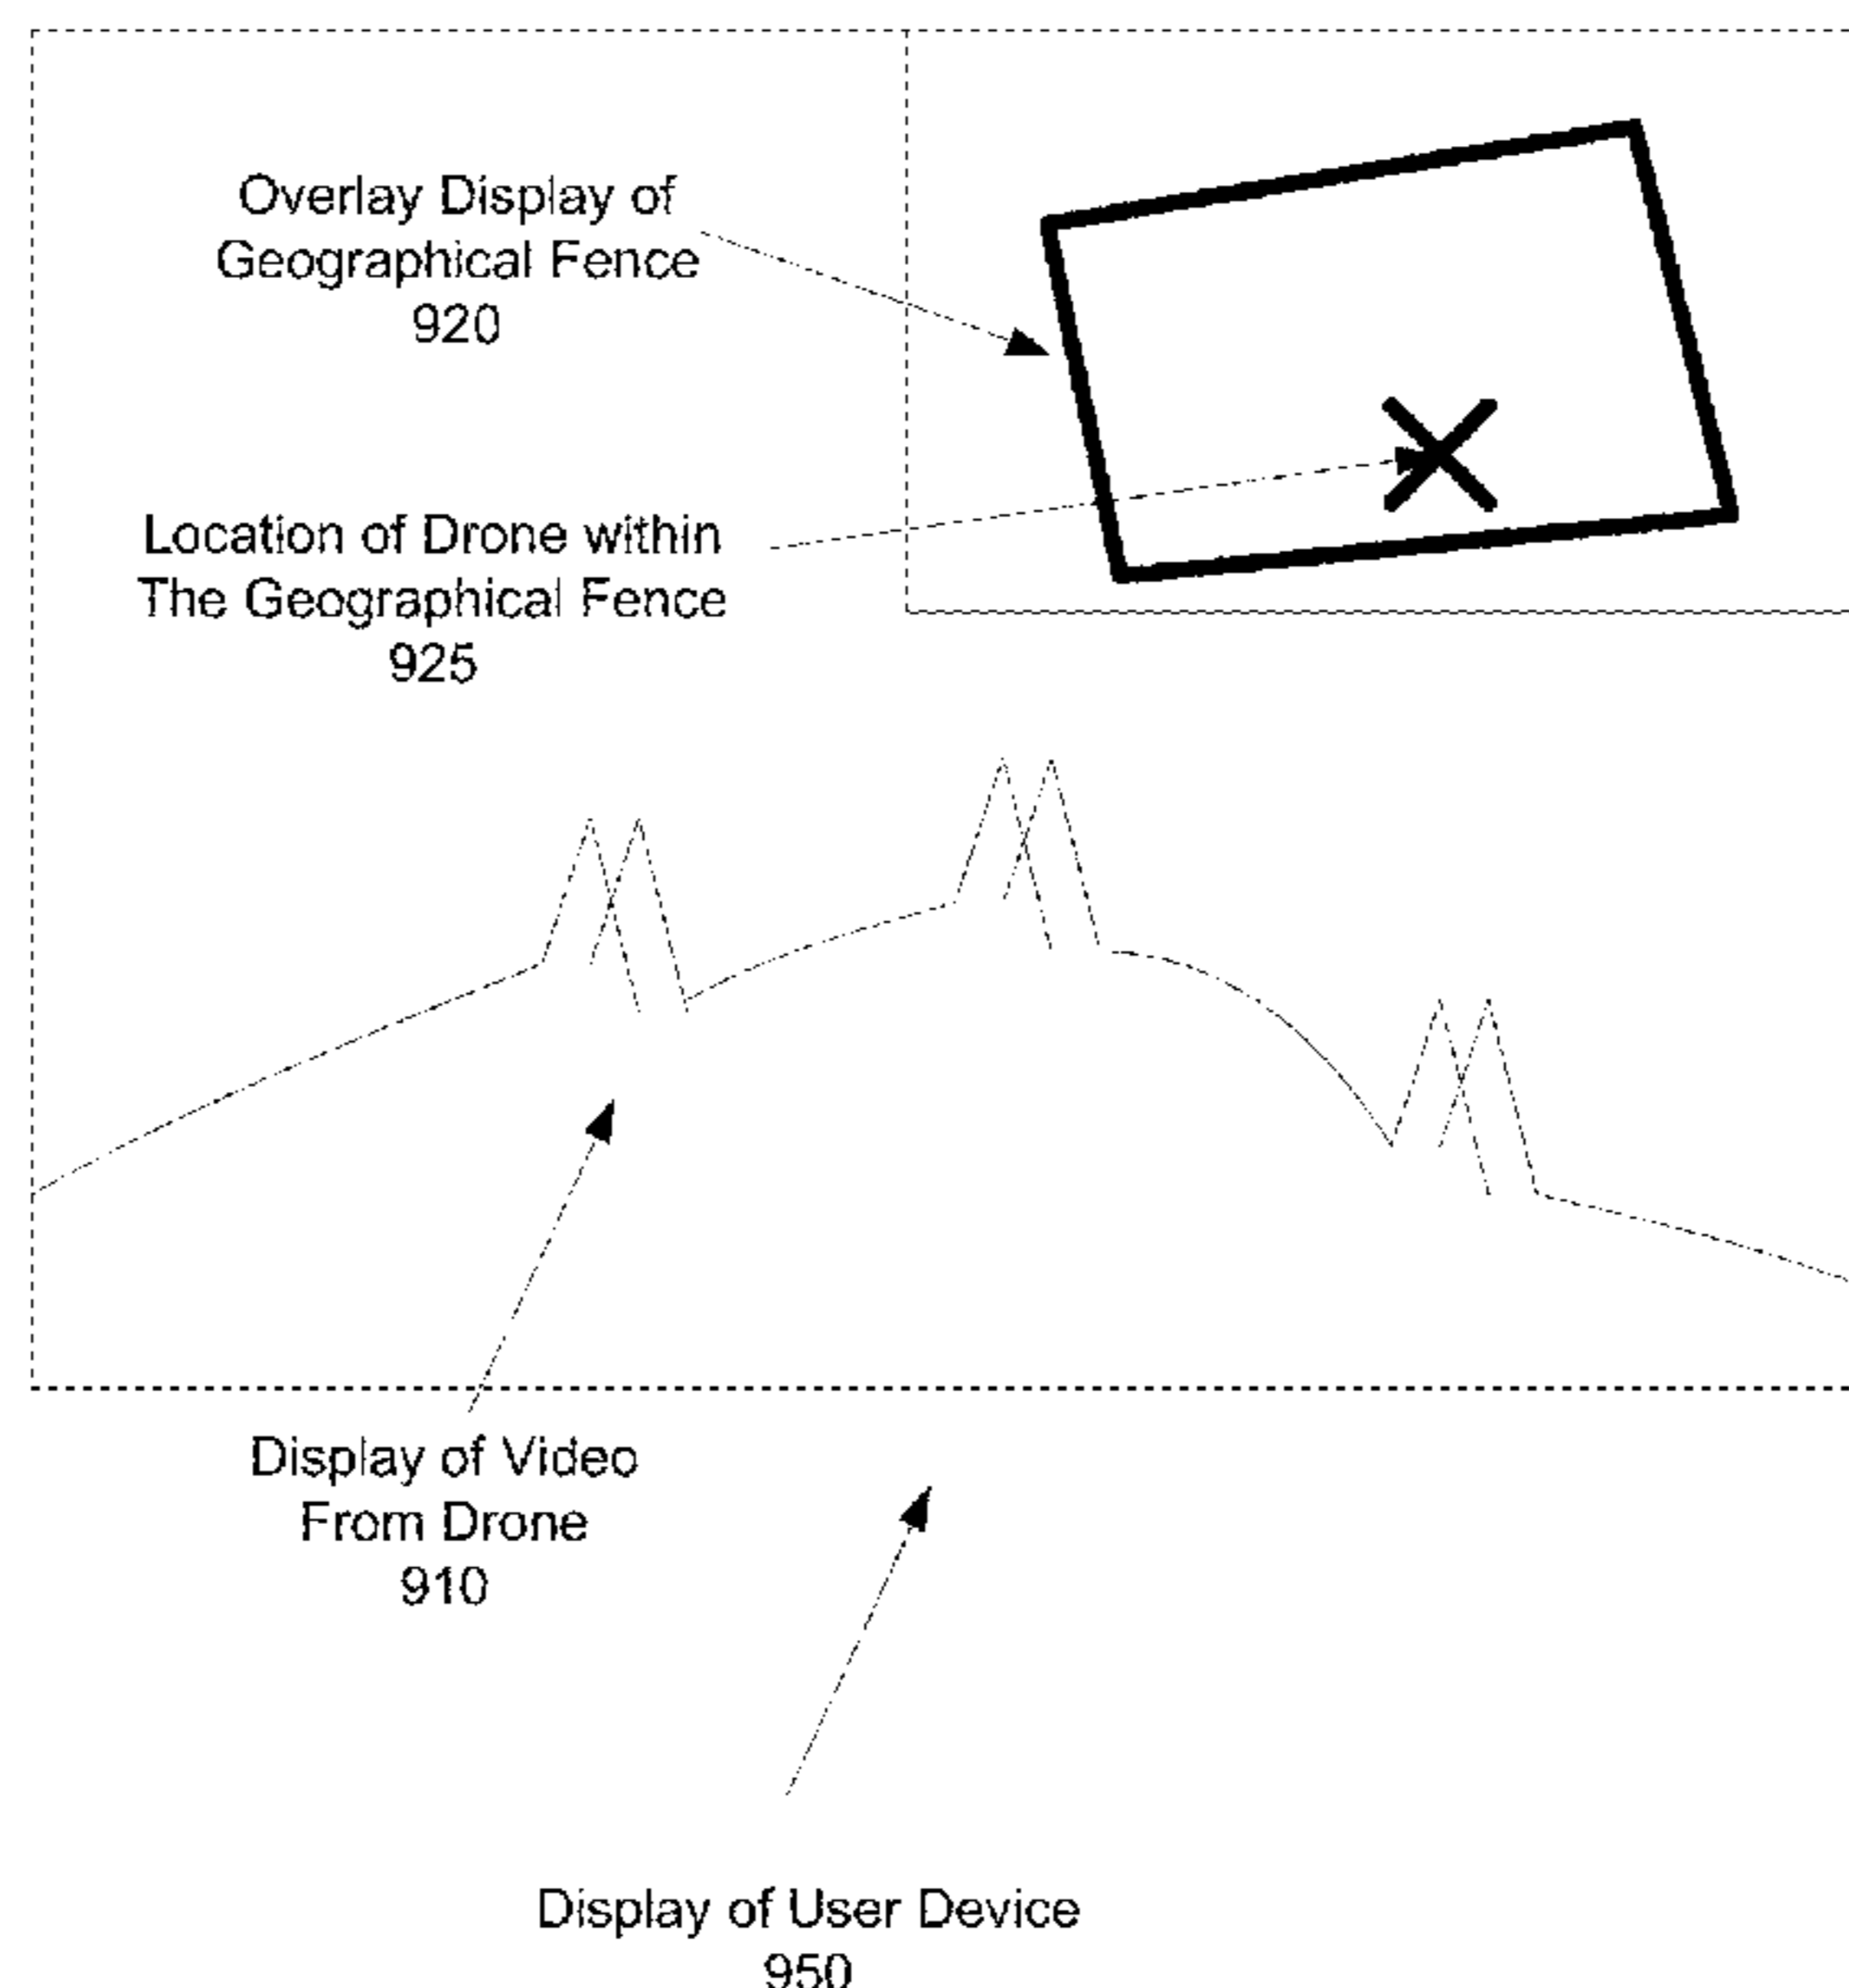 Overlay Display of
Geographical Fence
920
Location of Drone within
The Geographical Fence
925
Display of Video
From Drone
910
Display of User Device
950